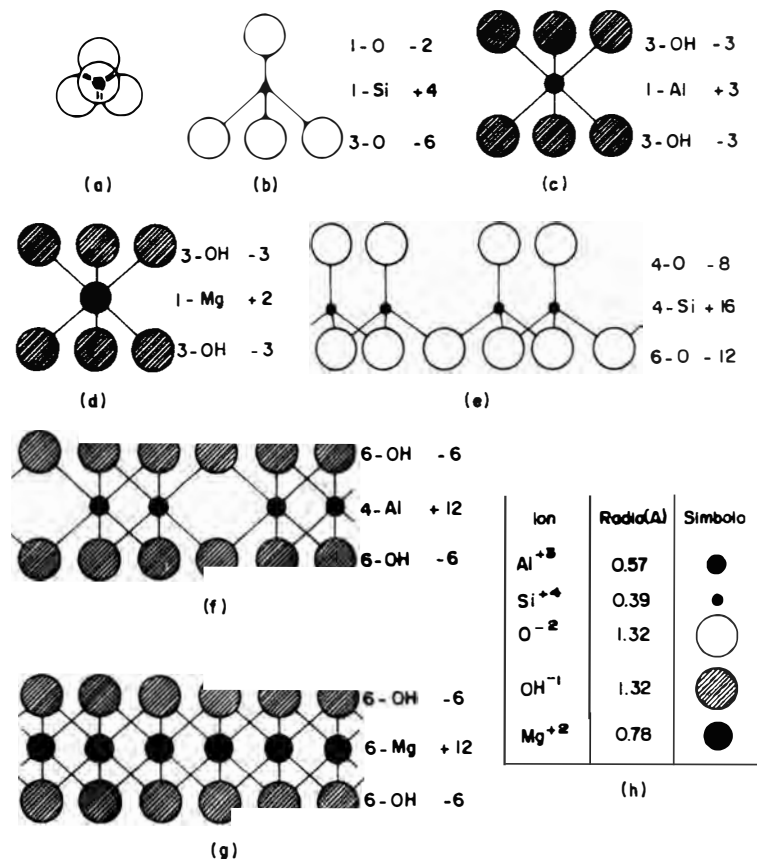 1-O -2
1-Si +4
3-O -6
3-OH -3
1-Al +3
3-OH -3
(a)
(b)
(c)
3-OH -3
1-Mg +2
3-OH -3
(d)
4-O -8
4-Si +16
6-O -12
(e)
6-OH -6
4-Al +12
6-OH -6
(f)
Ion Radio(A) Símbolo
Al+3 0.57
Si+4 0.39
O-2 1.32
OH-1 1.32
Mg+2 0.78
(h)
6-OH -6
6-Mg +12
6-OH -6
(g)